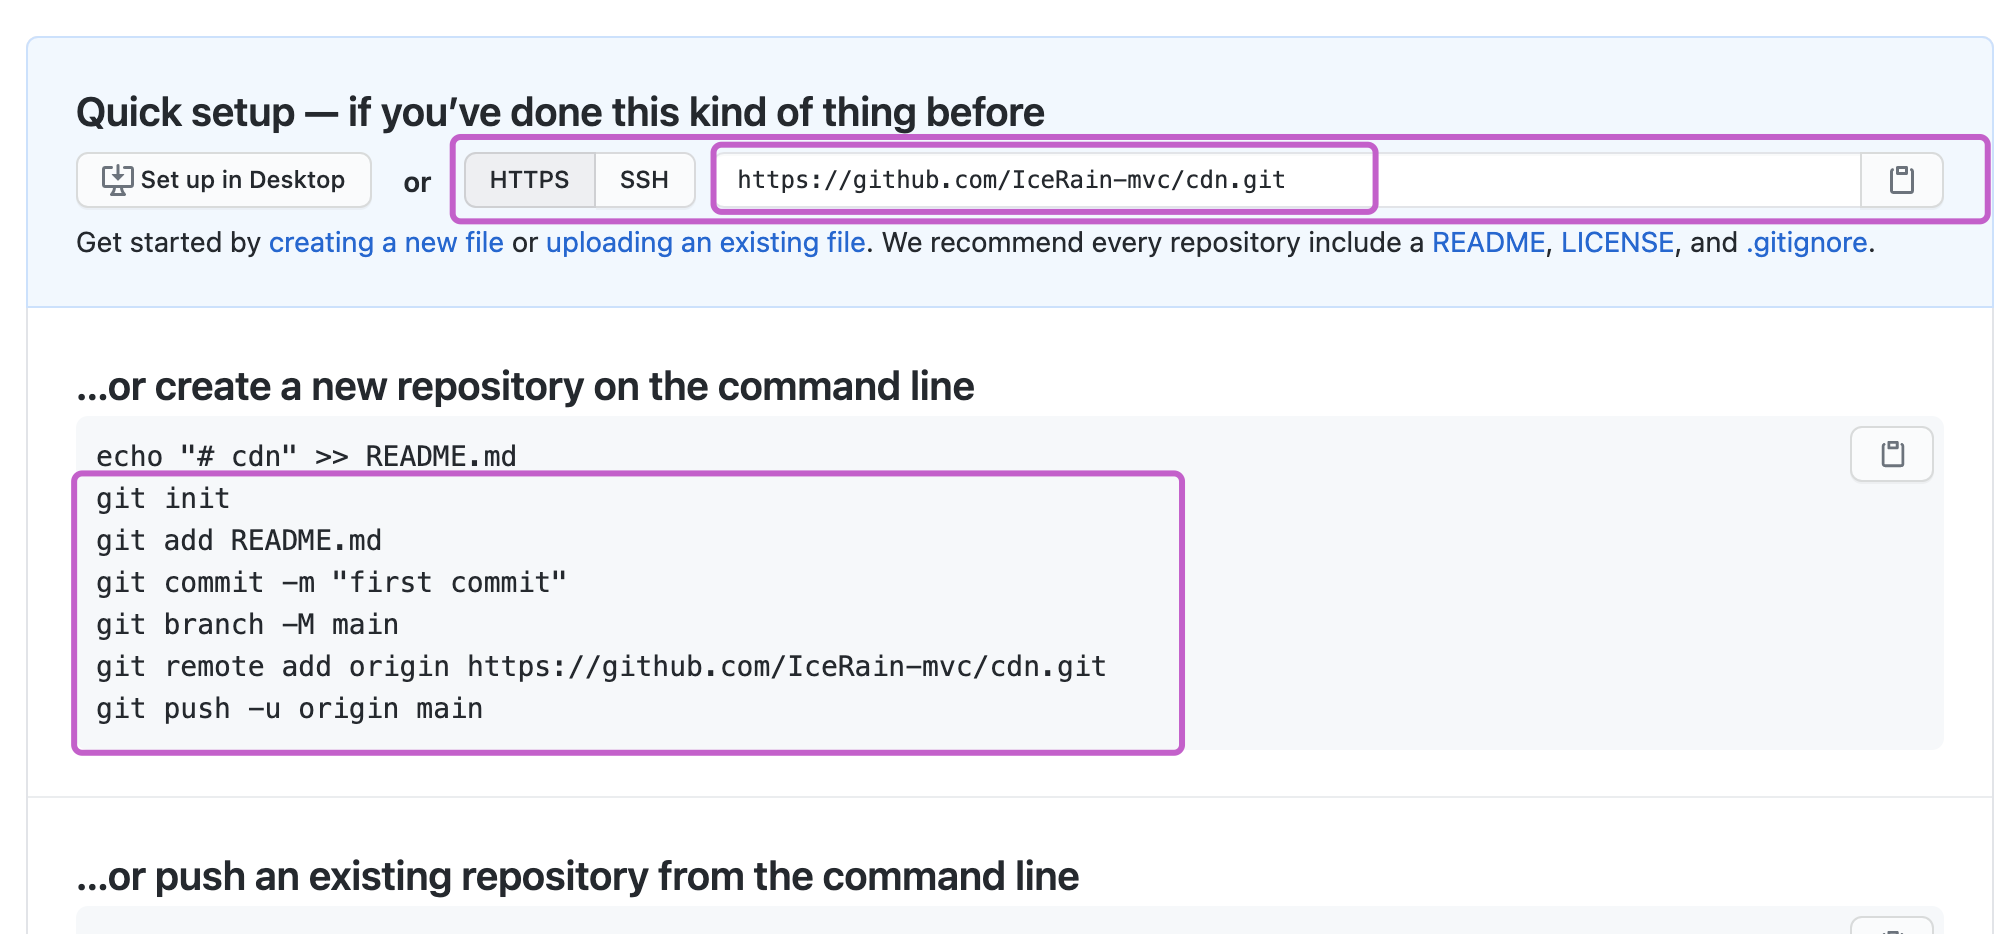 Quick setup — if you’ve done this kind of thing before
Set up in Desktop or HTTPS SSH https://github.com/IceRain-mvc/cdn.git
Get started by creating a new file or uploading an existing file. We recommend every repository include a README, LICENSE, and .gitignore.
...or create a new repository on the command line
echo "# cdn" >> README.md
git init
git add README.md
git commit -m "first commit"
git branch -M main
git remote add origin https://github.com/IceRain-mvc/cdn.git
git push -u origin main
...or push an existing repository from the command line